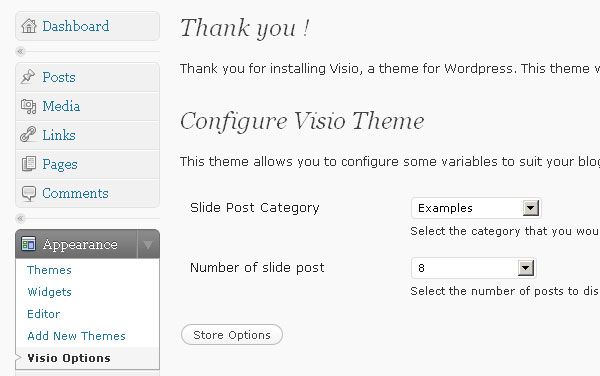 Dashboard
Posts
Media
Links
Pages
Comments
Appearance
Themes
Widgets
Editor
Add New Themes
Visio Options
Thank you !
Thank you for installing Visio, a theme for Wordpress. This theme
Configure Visio Theme
This theme allows you to configure some variables to suit your blog
Slide Post Category
Examples
Select the category that you wou
Number of slide post
8
Select the number of posts to dis
Store Options